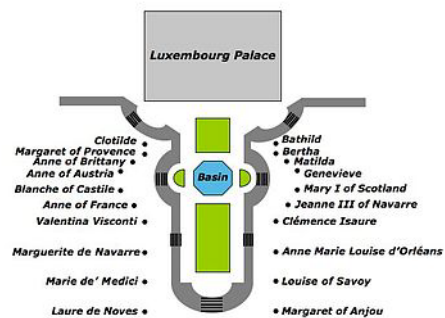 Luxembourg Palace
Clotilde
Margaret of Provence
Anne of Brittany
Anne of Austria
Blanche of Castile
Anne of France
Valentina Visconti
Marguerite de Navarre
Marie de' Medici
Laure de Noves
Basin
Bathild
Bertha
Matilda
Genevieve
Mary I of Scotland
Jeanne III of Navarre
Clémence Isaure
Anne Marie Louise d'Orléans
Louise of Savoy
Margaret of Anjou